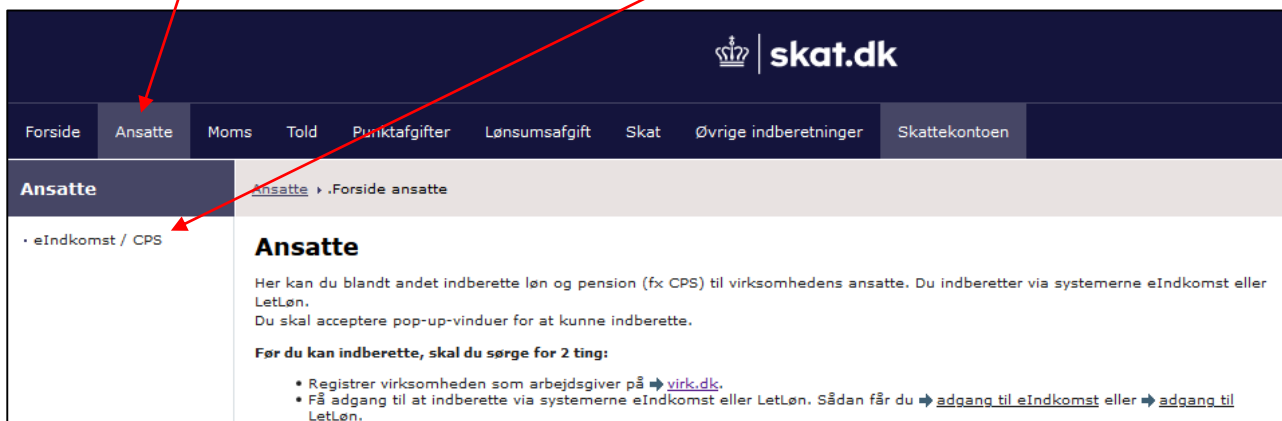 skat.dk
Forside Ansatte Moms Told Punktafgifter Lønsumsafgift Skat Øvrige indberetninger Skattekontoen
Ansatte
Ansatte › .Forside ansatte
• eIndkomst / CPS
Ansatte
Her kan du blandt andet indberette løn og pension (fx CPS) til virksomhedens ansatte. Du indberetter via systemerne eIndkomst eller
LetLøn.
Du skal acceptere pop-up-vinduer for at kunne indberette.
Før du kan indberette, skal du sørge for 2 ting:
• Registrer virksomheden som arbejdsgiver på ➔ virk.dk.
• Få adgang til at indberette via systemerne eIndkomst eller LetLøn. Sådan får du ➔ adgang til eIndkomst eller ➔ adgang til
LetLøn.